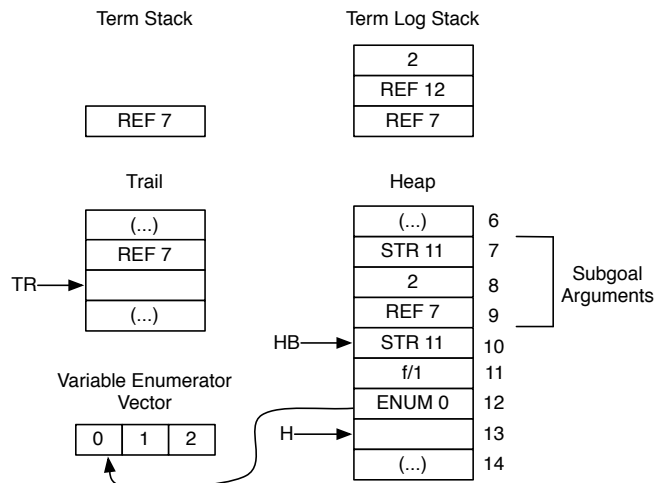 Term Stack
Term Log Stack
2
REF 12
REF 7
REF 7
Trail
Heap
(...)
REF 7
TR
(...)
(...) 6
STR 11 7
2 8
REF 7 9
HB STR 11 10
f/1 11
ENUM 0 12
H 13
(...) 14
Subgoal
Arguments
Variable Enumerator
Vector
0 1 2